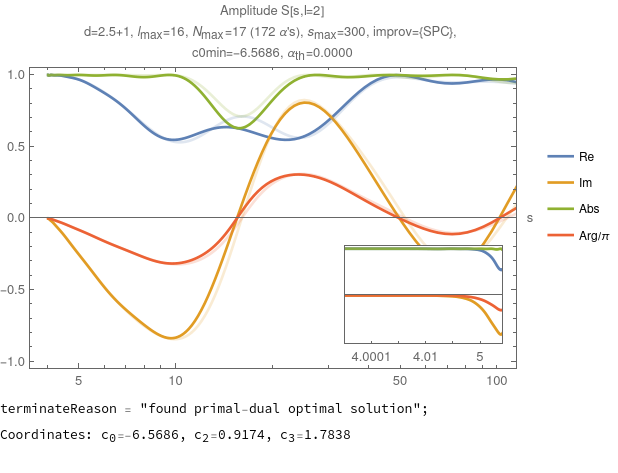 Amplitude S[s,l=2]
d=2.5+1, lmax=16, Nmax=17 (172 α's), smax=300, improv={SPC},
c0min=-6.5686, αth=0.0000
1.0
0.5
0.0
-0.5
-1.0
s
Re
Im
Abs
Arg/π
4.0001 4.01 5
5 10 50 100
terminateReason = "found primal-dual optimal solution";
Coordinates: c0=-6.5686, c2=0.9174, c3=1.7838